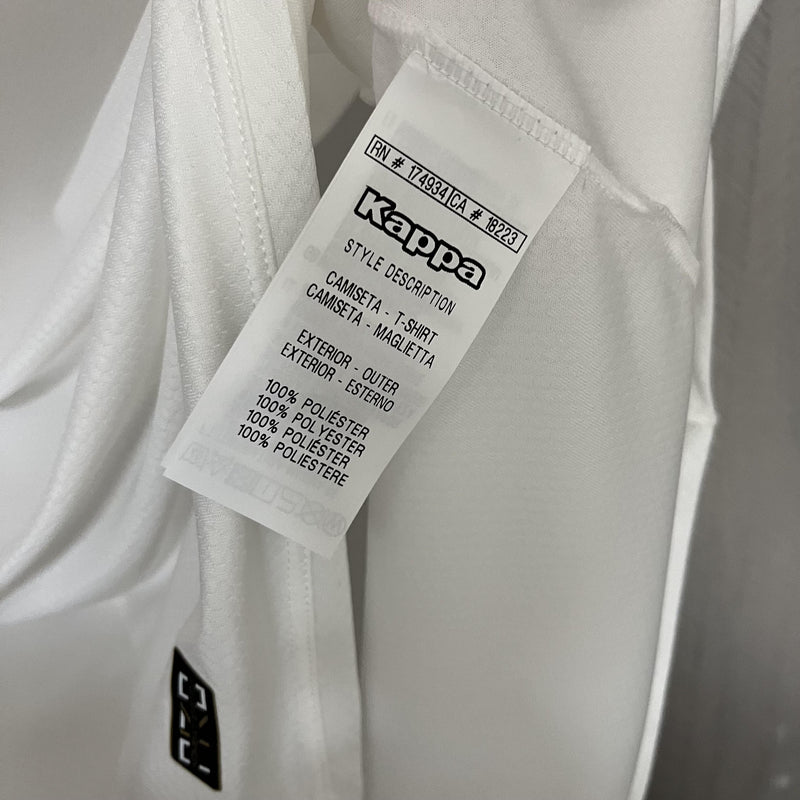 RN # 174934 CA # 18223
Kappa
STYLE DESCRIPTION
CAMISETA - T-SHIRT
CAMISETA - MAGLIETTA
EXTERIOR - OUTER
EXTERIOR - ESTERNO
100% POLIÉSTER
100% POLYESTER
100% POLIÉSTER
100% POLIESTERE